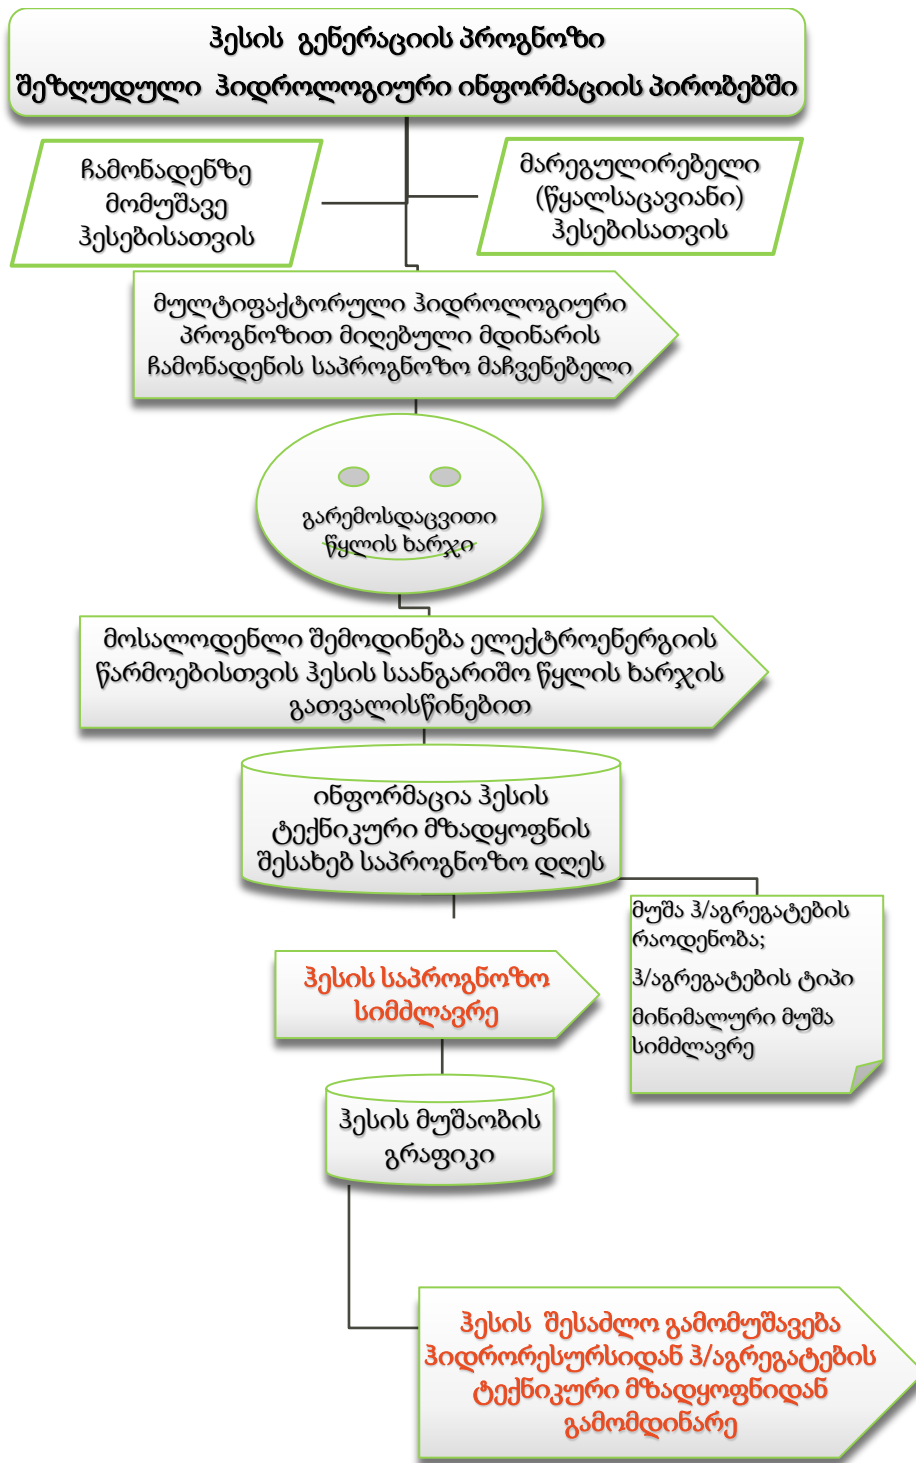 ჰესის გენერაციის პროგნოზი
შეზღუდული ჰიდროლოგიური ინფორმაციის პირობებში
ჩამონადენზე
მომუშავე
ჰესებისათვის
მარეგულირებელი
(წყალსაცავიანი)
ჰესებისათვის
მულტიფაქტორული ჰიდროლოგიური
პროგნოზით მიღებული მდინარის
ჩამონადენის საპროგნოზო მაჩვენებელი
გარემოსდაცვითი
წყლის ხარჯი
მოსალოდენლი შემოდინება ელექტროენერგიის
წარმოებისთვის ჰესის საანგარიშო წყლის ხარჯის
გათვალისწინებით
ინფორმაცია ჰესის
ტექნიკური მზადყოფნის
შესახებ საპროგნოზო დღეს
მუშა ჰ/აგრეგატების
რაოდენობა;
ჰ/აგრეგატების ტიპი
მინიმალური მუშა
სიმძლავრე
ჰესის საპროგნოზო
სიმძლავრე
ჰესის მუშაობის
გრაფიკი
ჰესის შესაძლო გამომუშავება
ჰიდრორესურსიდან ჰ/აგრეგატების
ტექნიკური მზადყოფნიდან
გამომდინარე